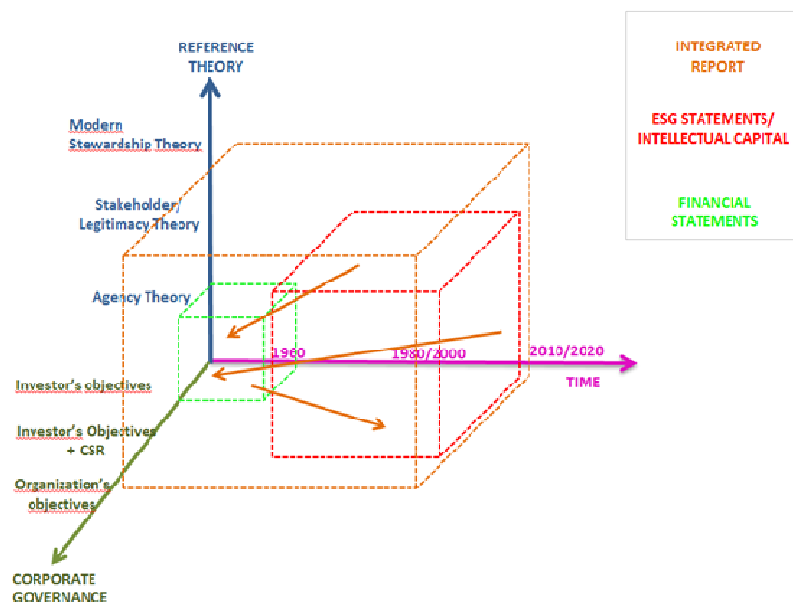 REFERENCE
THEORY
Modern
Stewardship Theory
Stakeholder/
Legitimacy Theory
Agency Theory
1960
1980/2000
2010/2020
TIME
Investor's objectives
Investor's Objectives
+ CSR
Organization's
objectives
CORPORATE
GOVERNANCE
INTEGRATED
REPORT
ESG STATEMENTS/
INTELLECTUAL CAPITAL
FINANCIAL
STATEMENTS